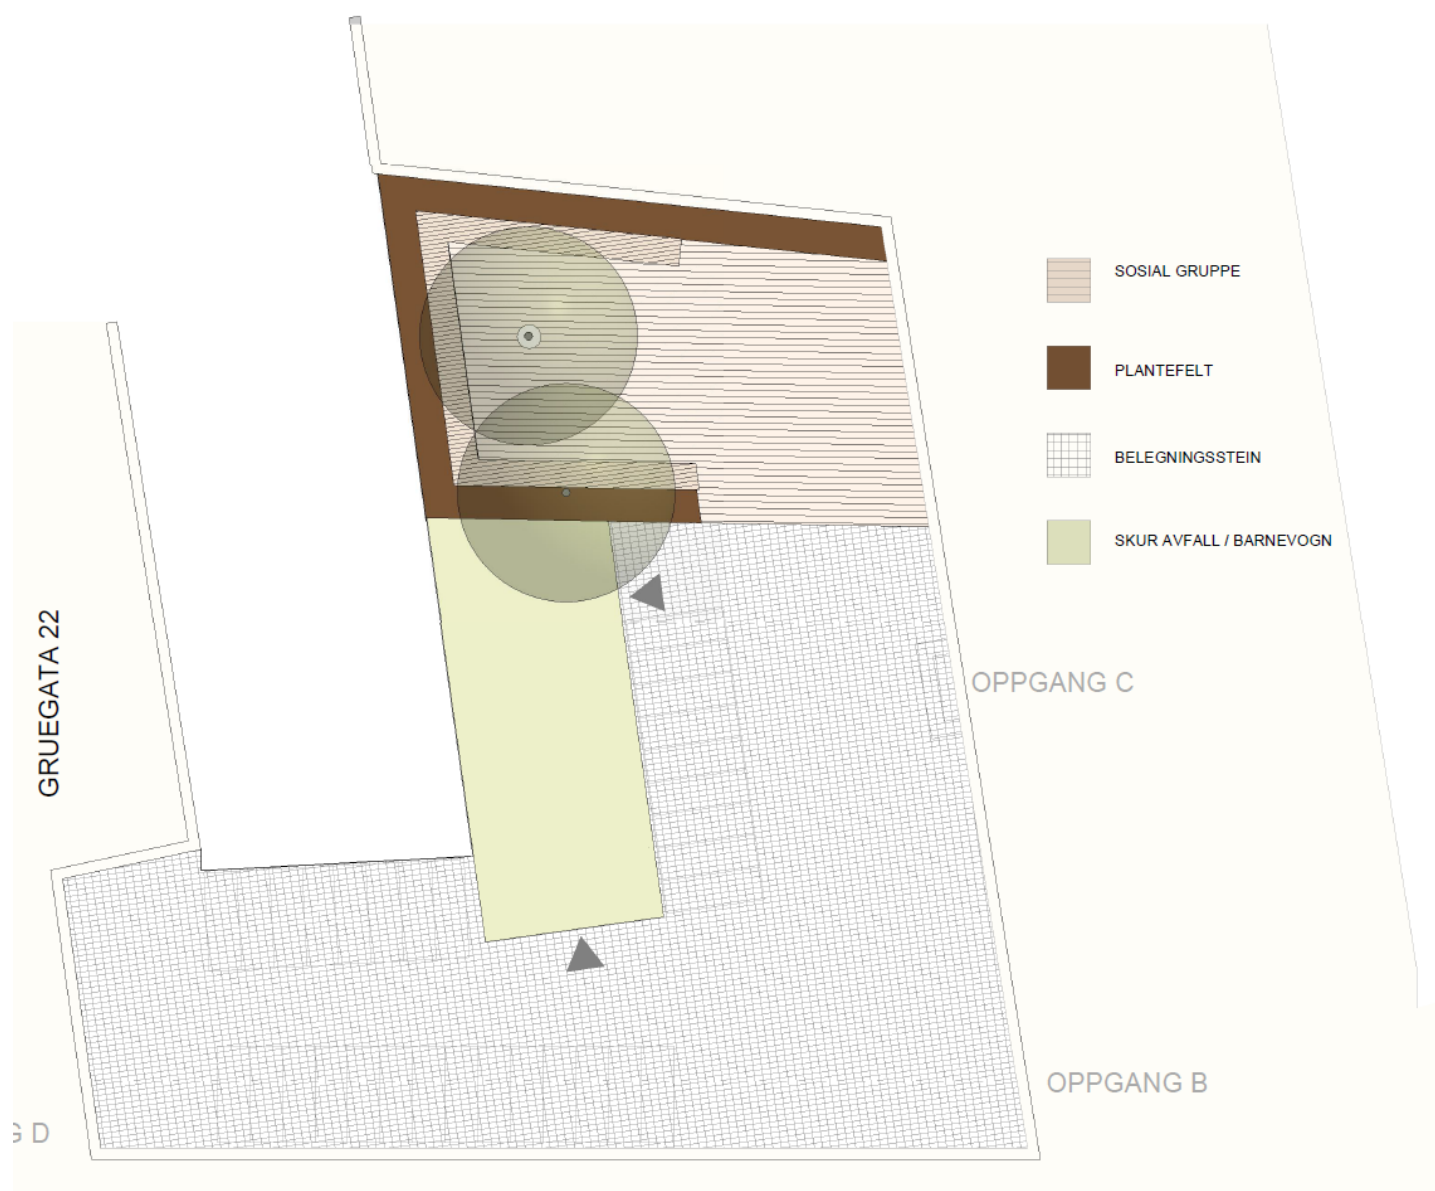 SOSIAL GRUPPE
PLANTEFELT
BELEGNINGSSTEIN
SKUR AVFALL / BARNEVOGN
GRUEGATA 22
OPPGANG C
OPPGANG B
G D